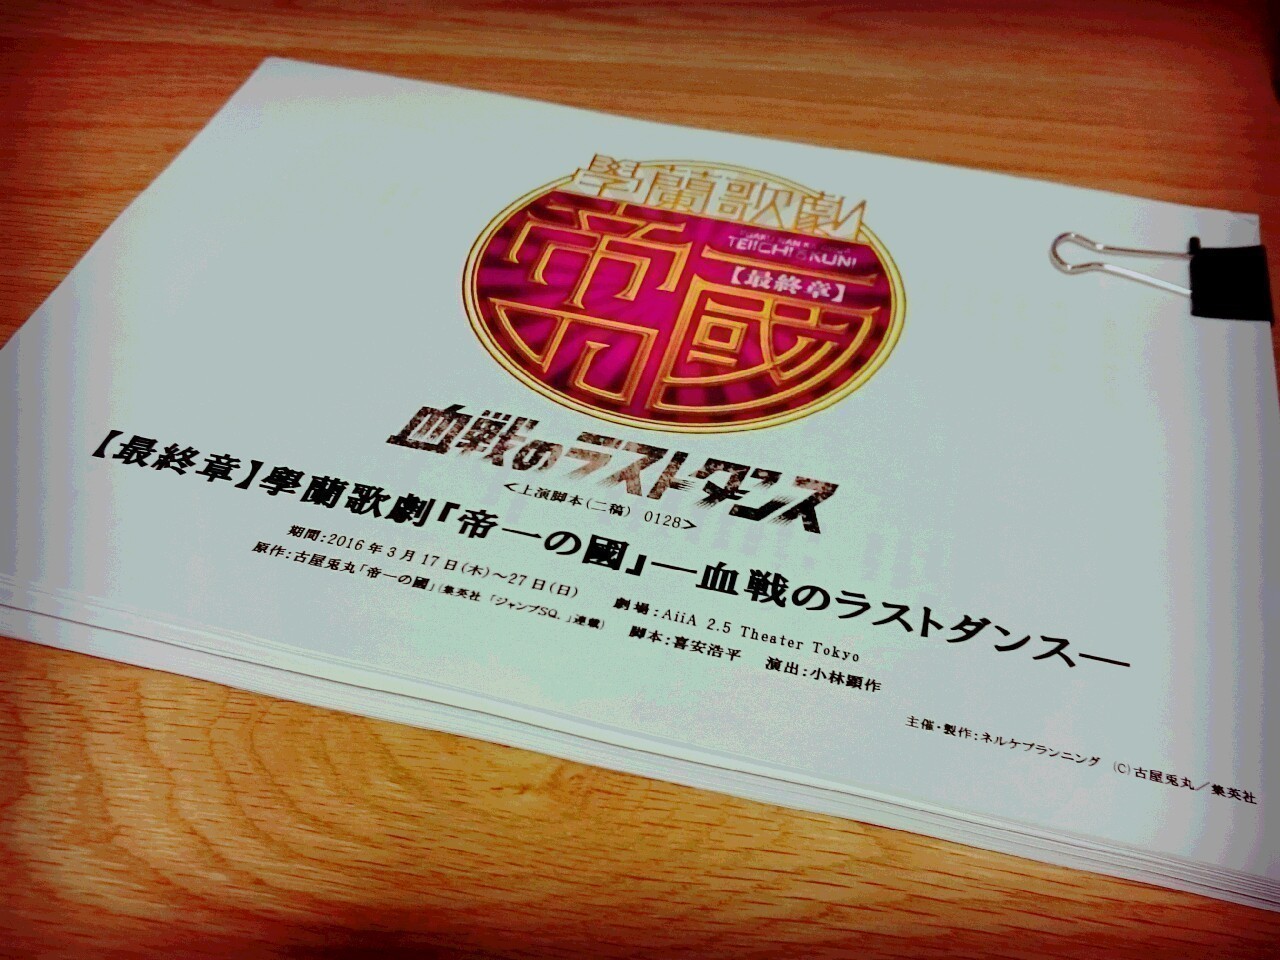 學蘭歌劇
帝一の國
TEIICHI NO KUNI
【最終章】
血戦のラストダンス
<上演脚本(二稿) 0128>
【最終章】學蘭歌劇『帝一の國』―血戦のラストダンス―
期間:2016年3月17日(木)~27日(日) 劇場:AiiA 2.5 Theater Tokyo
原作:古屋兎丸「帝一の國」(集英社 「ジャンプSQ.」連載) 脚本:喜安浩平 演出:小林顕作
主催・製作:ネルケプランニング (C)古屋兎丸/集英社